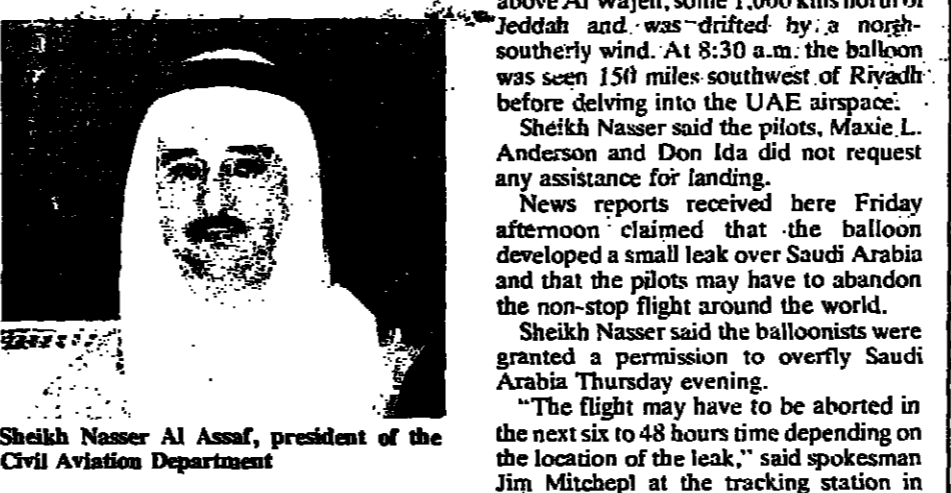 Sheikh Nasser Al Assaf, president of the
Civil Aviation Department
above Al Wajeh, some 1,000 kms north of
Jeddah and was drifted by a north-
southerly wind. At 8:30 a.m. the balloon
was seen 150 miles southwest of Riyadh
before delving into the UAE airspace.
Sheikh Nasser said the pilots, Maxie L.
Anderson and Don Ida did not request
any assistance for landing.
News reports received here Friday
afternoon claimed that the balloon
developed a small leak over Saudi Arabia
and that the pilots may have to abandon
the non-stop flight around the world.
Sheikh Nasser said the balloonists were
granted a permission to overfly Saudi
Arabia Thursday evening.
"The flight may have to be aborted in
the next six to 48 hours time depending on
the location of the leak," said spokesman
Jim Mitchepl at the tracking station in